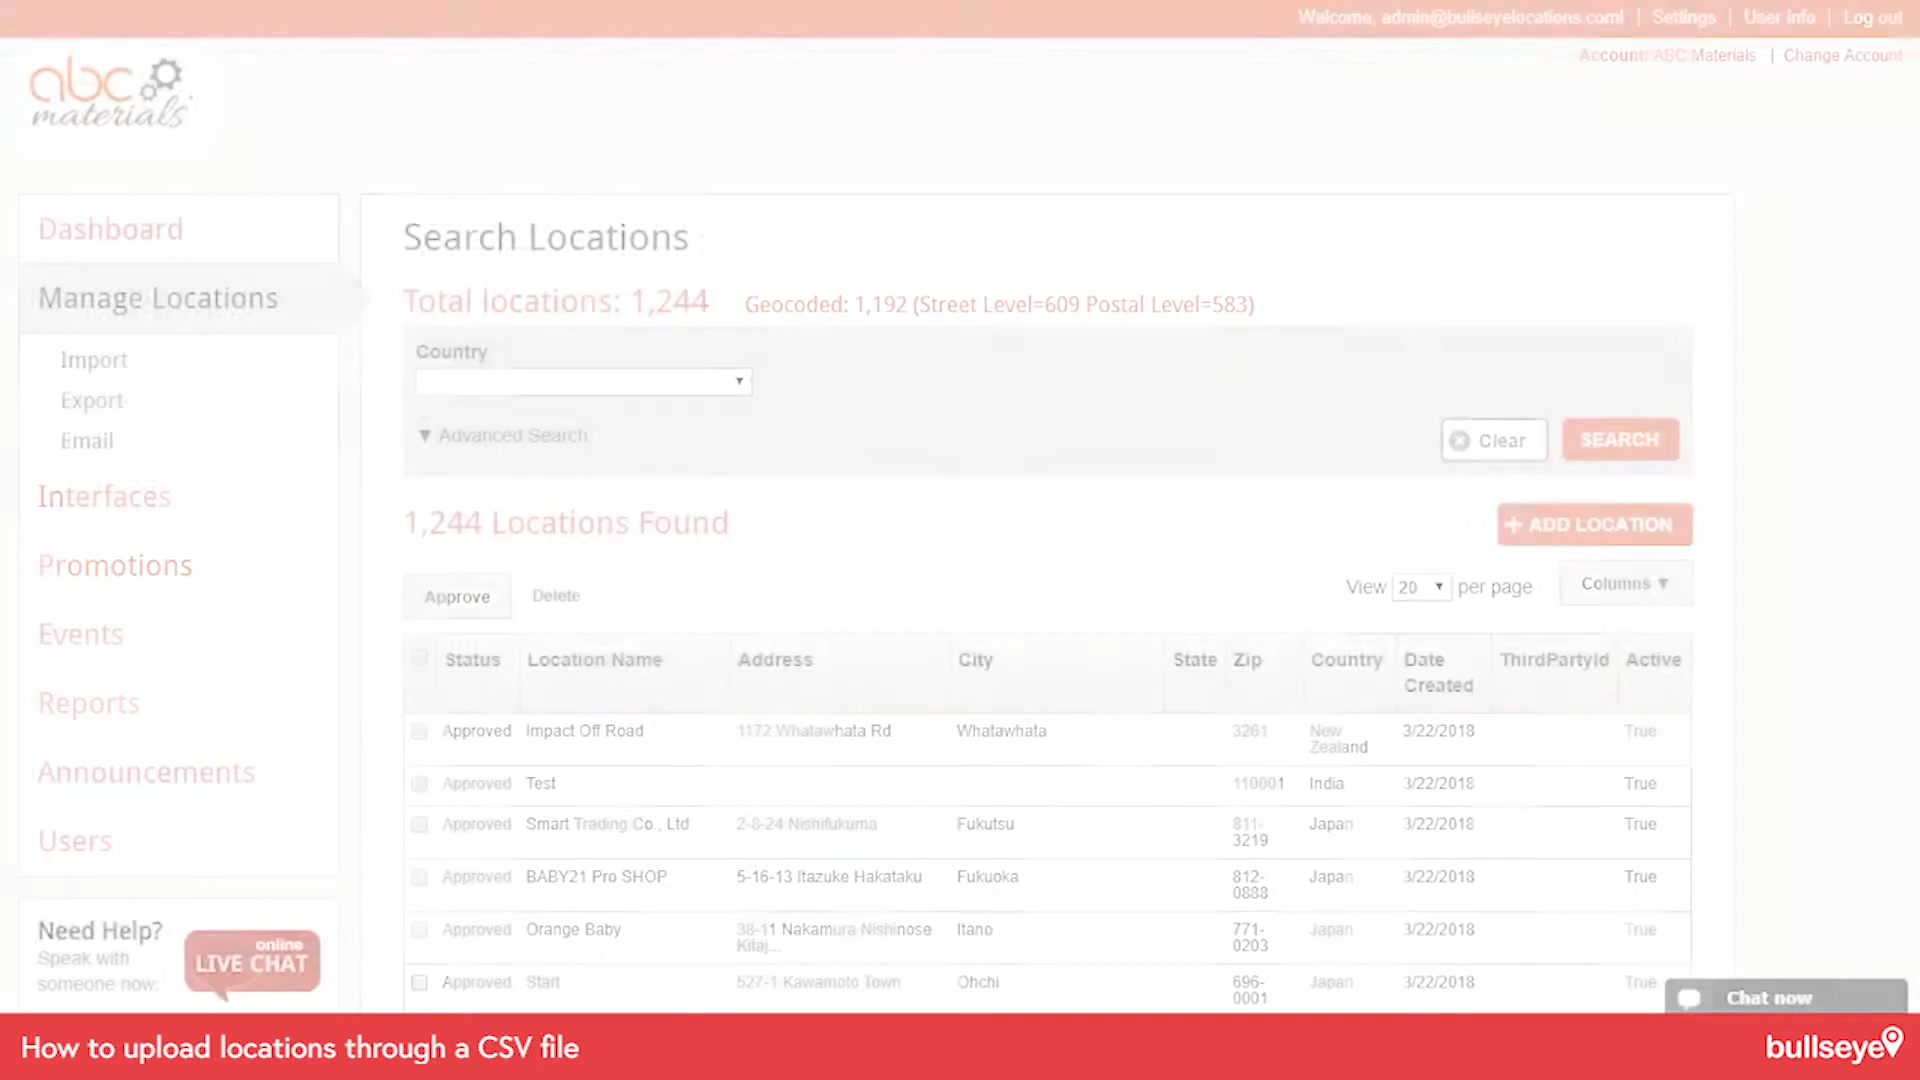 Welcome, admin@bullseyelocations.com! | Settings | User Info | Log out
Account: ABC Materials | Change Account
abc
materials
Dashboard
Manage Locations
Import
Export
Email
Interfaces
Promotions
Events
Reports
Announcements
Users
Need Help?
Speak with
someone now.
online
LIVE CHAT
Search Locations
Total locations: 1,244 Geocoded: 1,192 (Street Level=609 Postal Level=583)
Country
▼ Advanced Search
Clear
SEARCH
1,244 Locations Found
+ ADD LOCATION
Approve Delete
View 20 per page
Columns ▼
Status Location Name Address City State Zip Country Date Created ThirdPartyId Active
Approved Impact Off Road 1172 Whatawhata Rd Whatawhata 3261 New Zealand 3/22/2018 True
Approved Test 110001 India 3/22/2018 True
Approved Smart Trading Co., Ltd 2-8-24 Nishifukuma Fukutsu 811-3219 Japan 3/22/2018 True
Approved BABY21 Pro SHOP 5-16-13 Itazuke Hakataku Fukuoka 812-0888 Japan 3/22/2018 True
Approved Orange Baby 38-11 Nakamura Nishinose Kitaj... Itano 771-0203 Japan 3/22/2018 True
Approved Start 527-1 Kawamoto Town Ohchi 696-0001 Japan 3/22/2018 True
Chat now
How to upload locations through a CSV file
bullseye